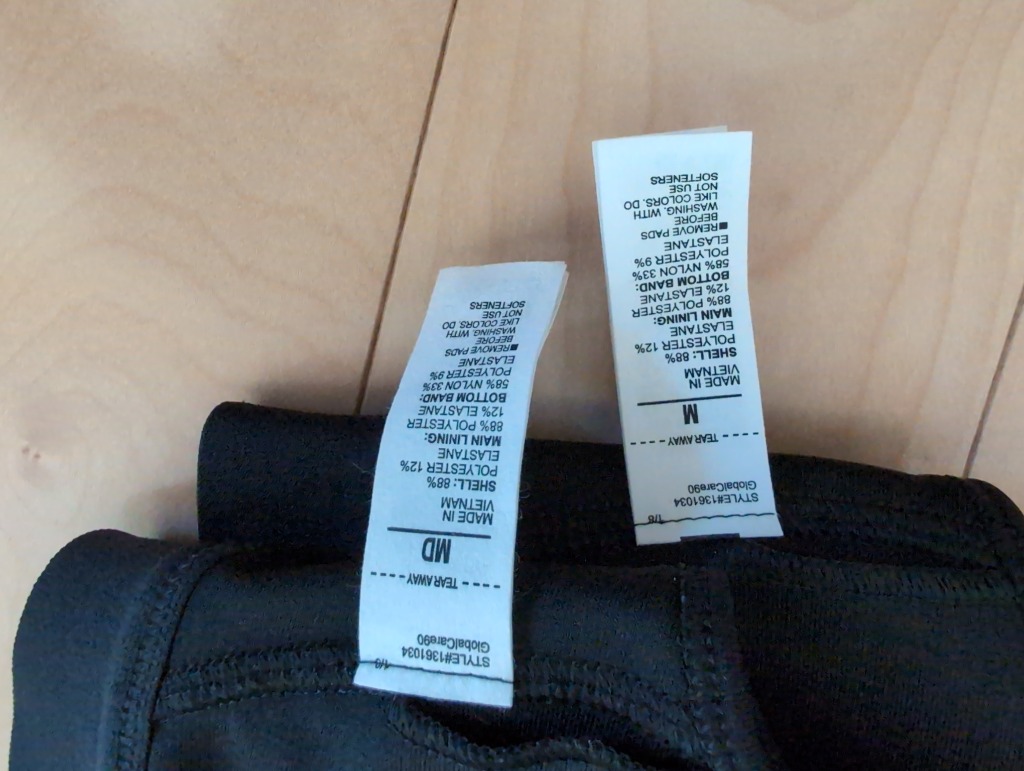 1/6
STYLE#1361034
GlobalCare90
TEAR AWAY
MD
MADE IN
VIETNAM
SHELL: 88%
POLYESTER 12%
ELASTANE
MAIN LINING:
88% POLYESTER
12% ELASTANE
BOTTOM BAND:
58% NYLON 33%
POLYESTER 9%
ELASTANE
■REMOVE PADS
BEFORE
WASHING. WITH
LIKE COLORS. DO
NOT USE
SOFTENERS
1/6
STYLE#1361034
GlobalCare90
TEAR AWAY
M
MADE IN
VIETNAM
SHELL: 88%
POLYESTER 12%
ELASTANE
MAIN LINING:
88% POLYESTER
12% ELASTANE
BOTTOM BAND:
58% NYLON 33%
POLYESTER 9%
ELASTANE
■REMOVE PADS
BEFORE
WASHING. WITH
LIKE COLORS. DO
NOT USE
SOFTENERS